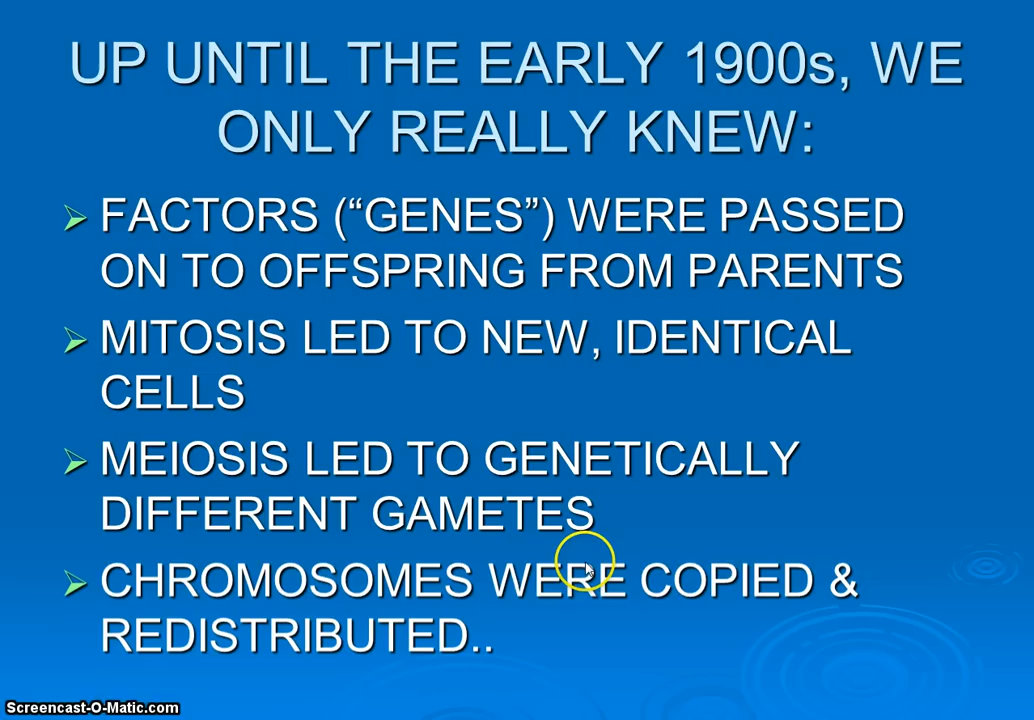 UP UNTIL THE EARLY 1900s, WE
ONLY REALLY KNEW:
FACTORS (“GENES”) WERE PASSED
ON TO OFFSPRING FROM PARENTS
MITOSIS LED TO NEW, IDENTICAL
CELLS
MEIOSIS LED TO GENETICALLY
DIFFERENT GAMETES
CHROMOSOMES WERE COPIED &
REDISTRIBUTED..
Screencast-O-Matic.com